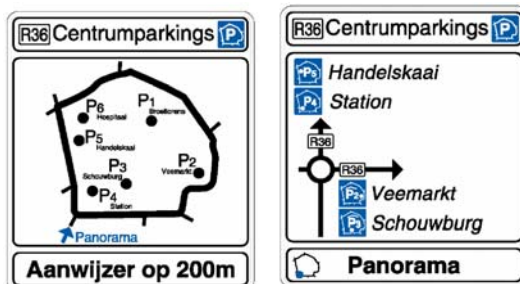 R36 Centrumparkings P
P6
Hospitaal
P1
Broeltorens
P5
Handelskaai
P2
Veemarkt
Schouwburg
P3
P4
Station
Panorama
Aanwijzer op 200m
R36 Centrumparkings P
P5 Handelskaai
P4 Station
R36
R36
P2 Veemarkt
P3 Schouwburg
Panorama